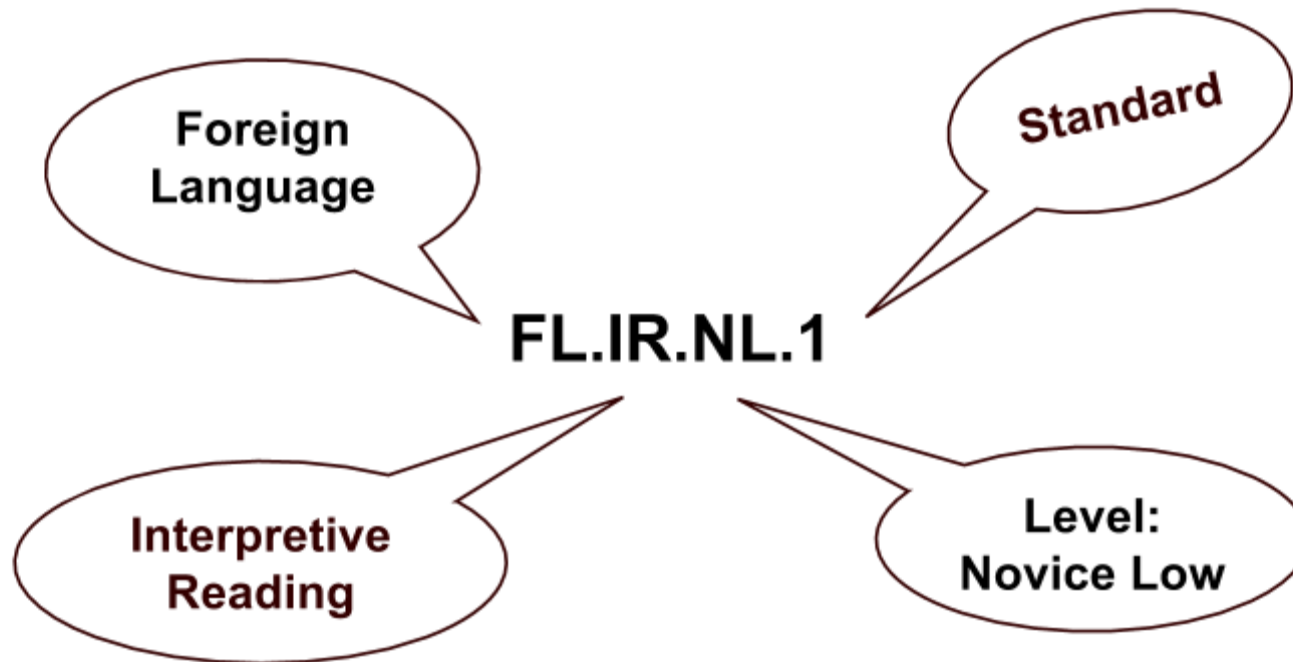 Foreign
Language
Standard
FL.IR.NL.1
Interpretive
Reading
Level:
Novice Low